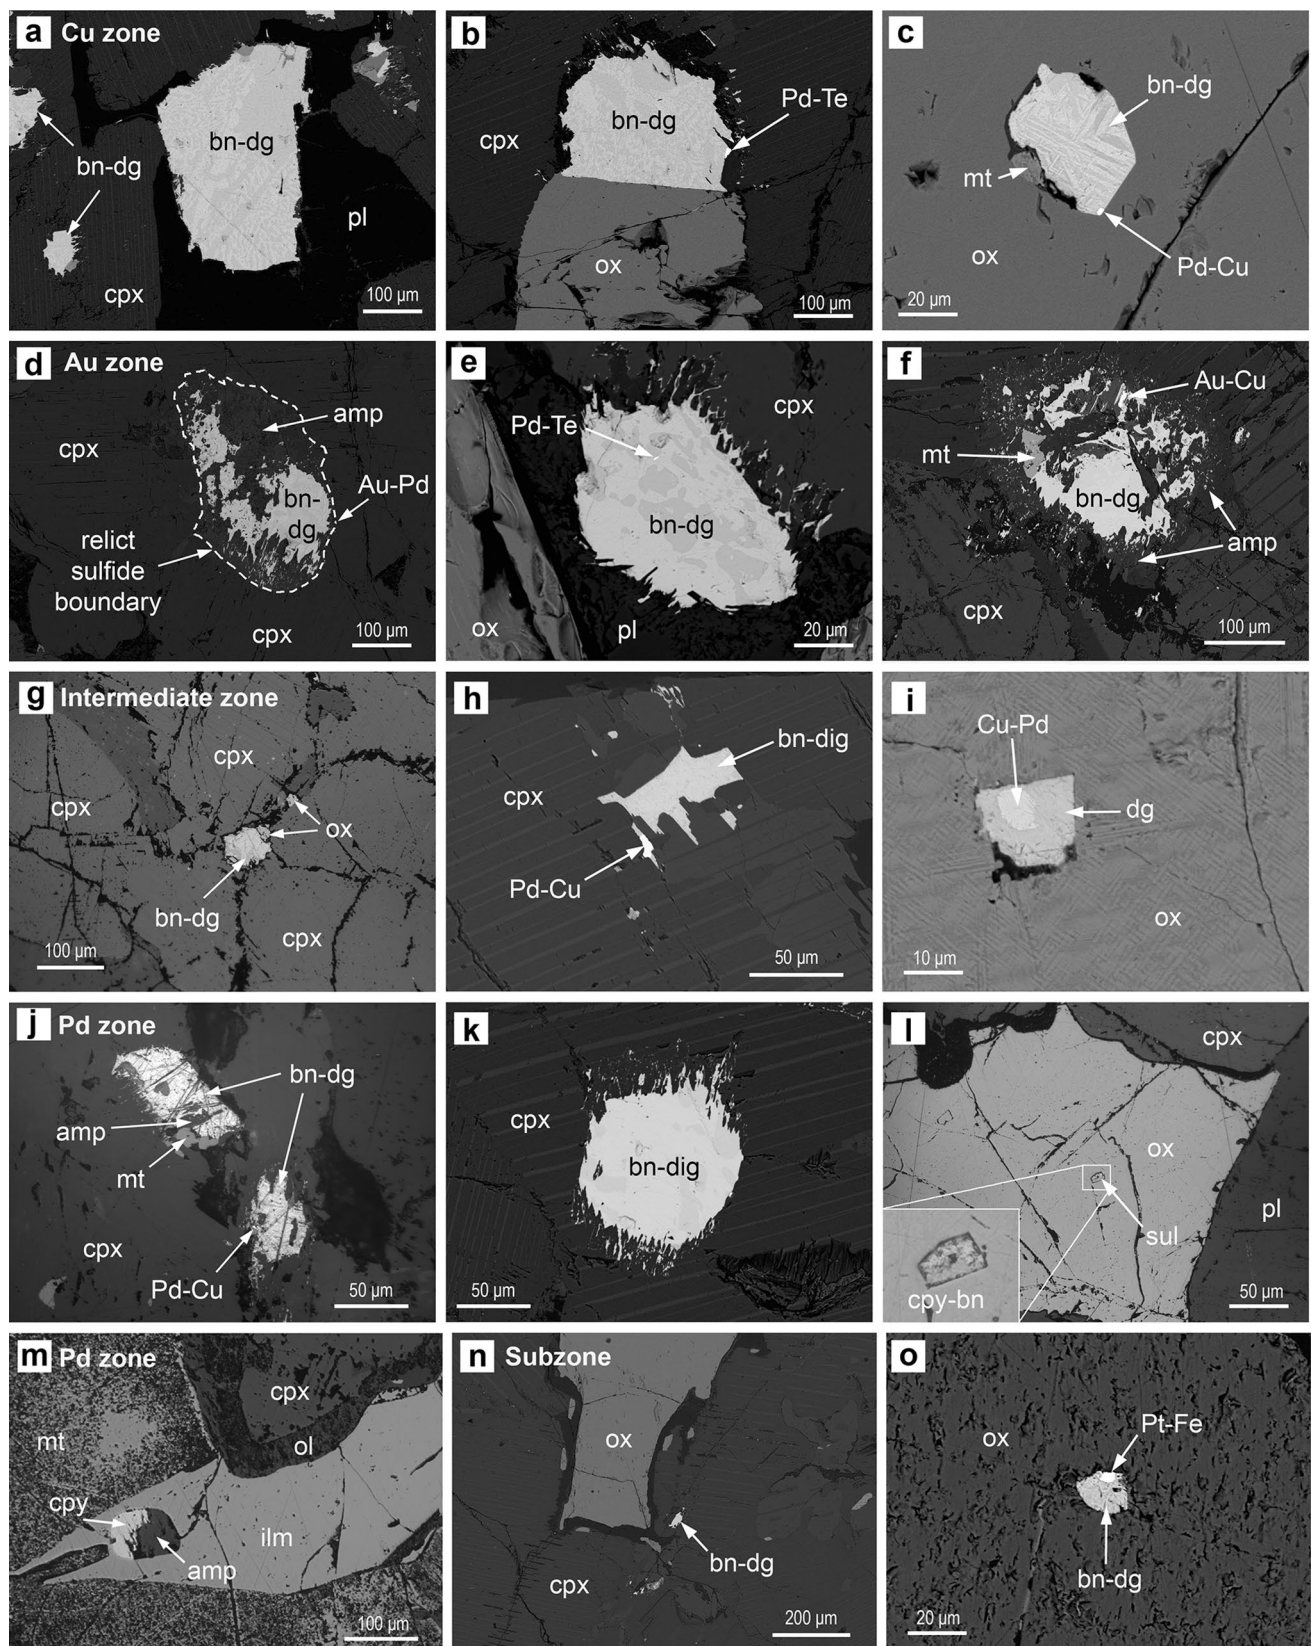 a Cu zone
bn-dg
bn-dg
pl
cpx
100 µm
b
Pd-Te
bn-dg
cpx
ox
100 µm
c
bn-dg
mt
ox
Pd-Cu
20 µm
d Au zone
amp
cpx
Au-Pd
bn-
dg
relict
sulfide
boundary
cpx
100 µm
e
cpx
Pd-Te
bn-dg
ox
pl
20 µm
f
Au-Cu
mt
bn-dg
amp
cpx
100 µm
g Intermediate zone
cpx
cpx
ox
bn-dg
cpx
100 µm
h
bn-dig
cpx
Pd-Cu
50 µm
i
Cu-Pd
dg
ox
10 µm
j Pd zone
bn-dg
amp
mt
cpx
Pd-Cu
50 µm
k
cpx
bn-dig
50 µm
l
cpx
ox
pl
sul
cpy-bn
50 µm
m Pd zone
cpx
mt
ol
cpy
ilm
amp
100 µm
n Subzone
ox
bn-dg
cpx
200 µm
o
Pt-Fe
ox
bn-dg
20 µm